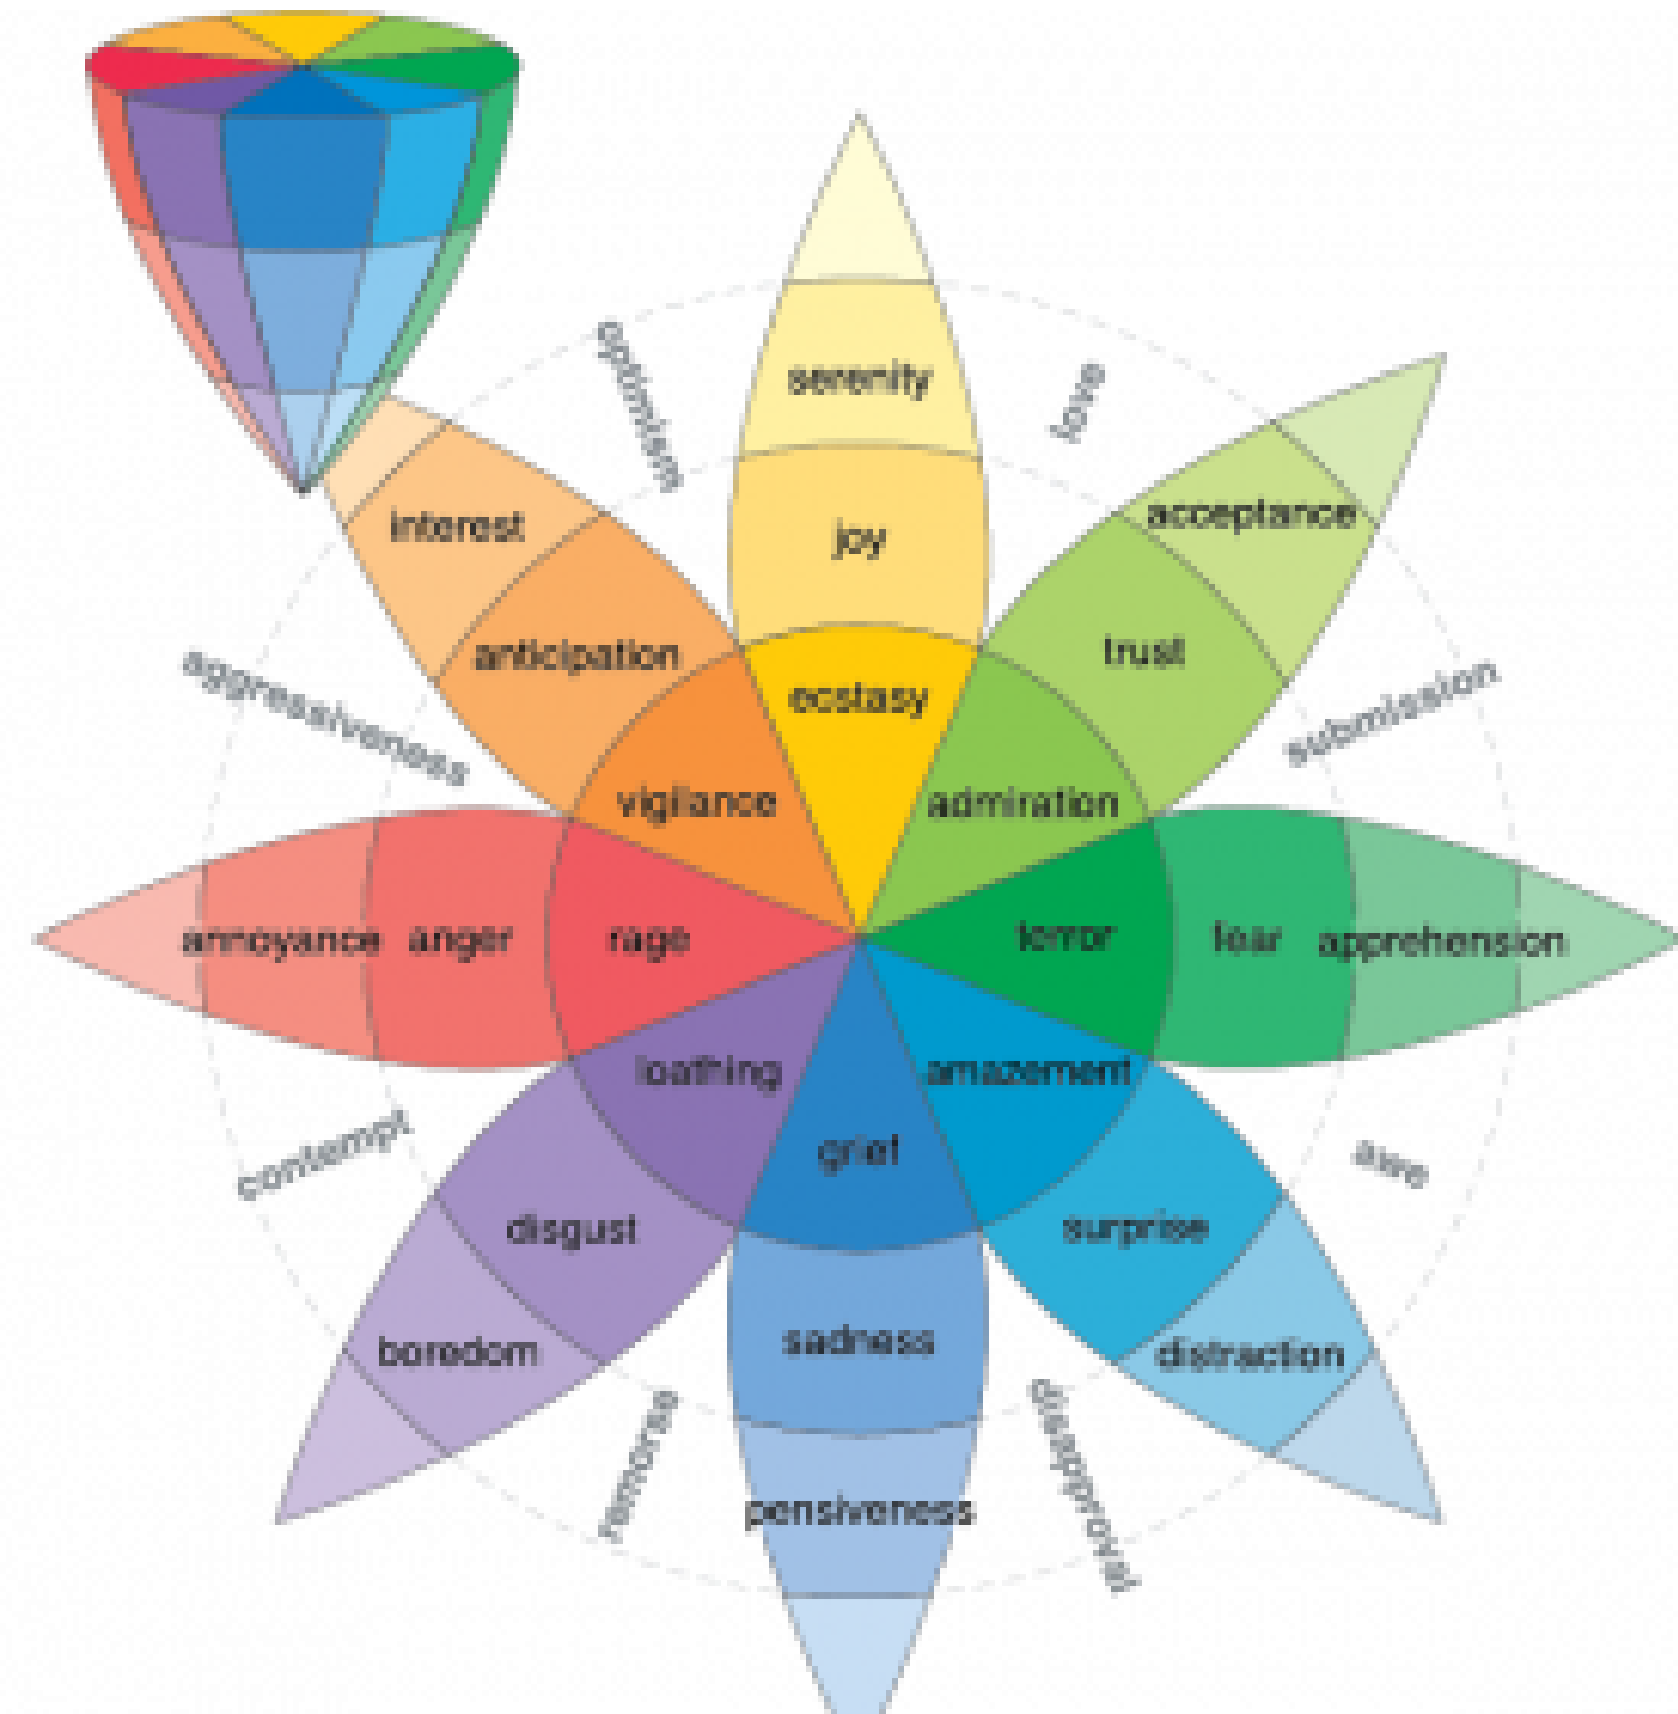 optimism
serenity
love
interest
acceptance
joy
anticipation
trust
aggressiveness
ecstasy
submission
vigilance
admiration
annoyance anger rage terror fear apprehension
loathing
amazement
contempt
grief
awe
disgust
surprise
sadness
boredom
distraction
remorse
disapproval
pensiveness